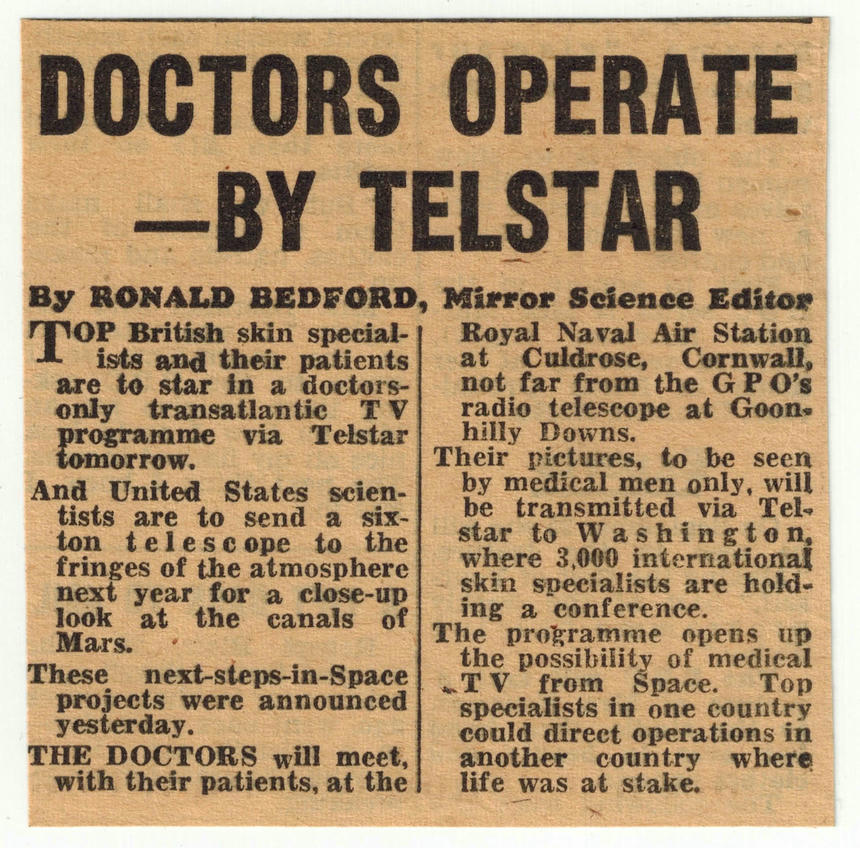 DOCTORS OPERATE
—BY TELSTAR
By RONALD BEDFORD, Mirror Science Editor
TOP British skin special-
ists and their patients
are to star in a doctors-
only transatlantic T V
programme via Telstar
tomorrow.
And United States scien-
tists are to send a six-
ton telescope to the
fringes of the atmosphere
next year for a close-up
look at the canals of
Mars.
These next-steps-in-Space
projects were announced
yesterday.
THE DOCTORS will meet,
with their patients, at the
Royal Naval Air Station
at Culdrose, Cornwall,
not far from the G P O's
radio telescope at Goon-
hilly Downs.
Their pictures, to be seen
by medical men only, will
be transmitted via Tel-
star to Washington,
where 3,000 international
skin specialists are hold-
ing a conference.
The programme opens up
the possibility of medical
T V from Space. Top
specialists in one country
could direct operations in
another country where
life was at stake.